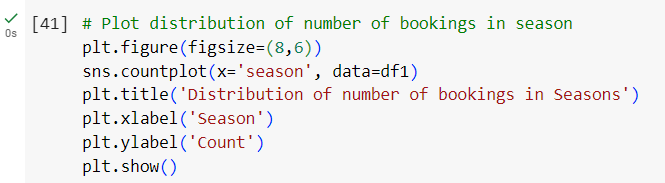 [41] # Plot distribution of number of bookings in season
plt.figure(figsize=(8,6))
sns.countplot(x='season', data=df1)
plt.title('Distribution of number of bookings in Seasons')
plt.xlabel('Season')
plt.ylabel('Count')
plt.show()
0s